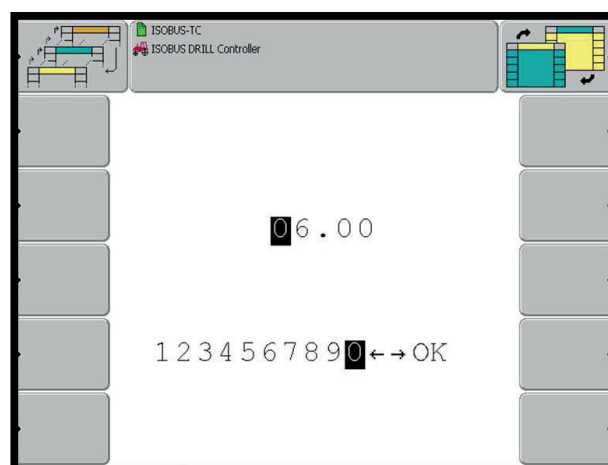 ISOBUS-TC
ISOBUS DRILL Controller
06.00
1234567890←→OK